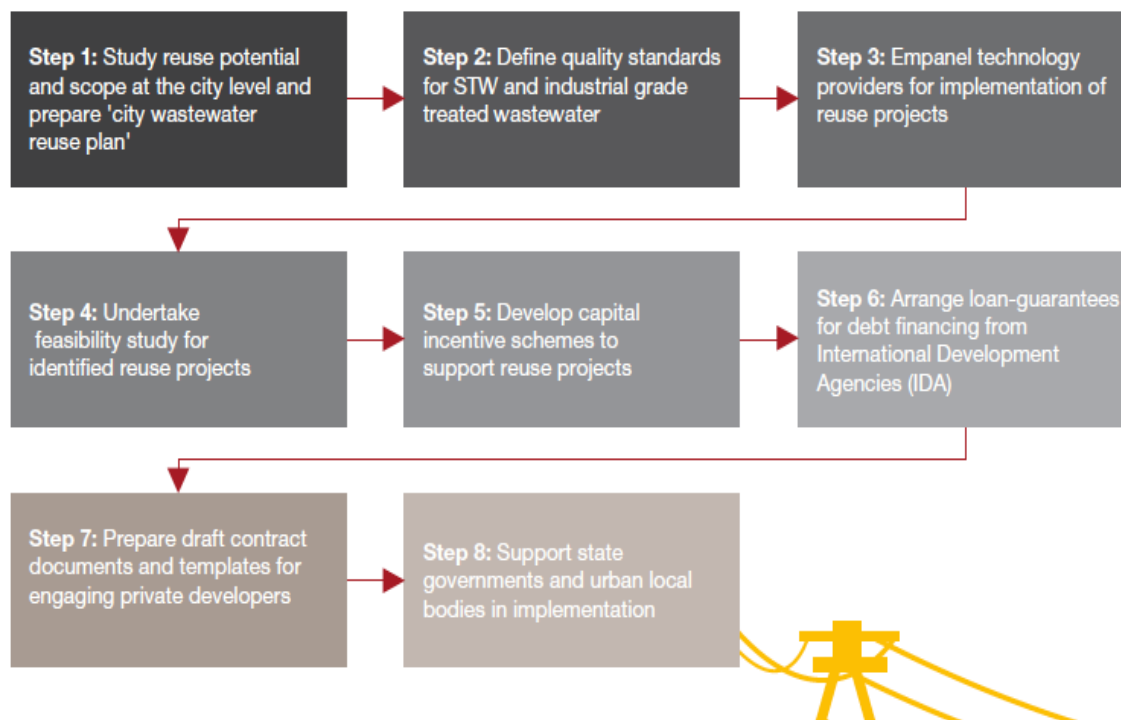 Step 1: Study reuse potential
and scope at the city level and
prepare 'city wastewater
reuse plan'
Step 2: Define quality standards
for STW and industrial grade
treated wastewater
Step 3: Empanel technology
providers for implementation of
reuse projects
Step 4: Undertake
feasibility study for
identified reuse projects
Step 5: Develop capital
incentive schemes to
support reuse projects
Step 6: Arrange loan-guarantees
for debt financing from
International Development
Agencies (IDA)
Step 7: Prepare draft contract
documents and templates for
engaging private developers
Step 8: Support state
governments and urban local
bodies in implementation